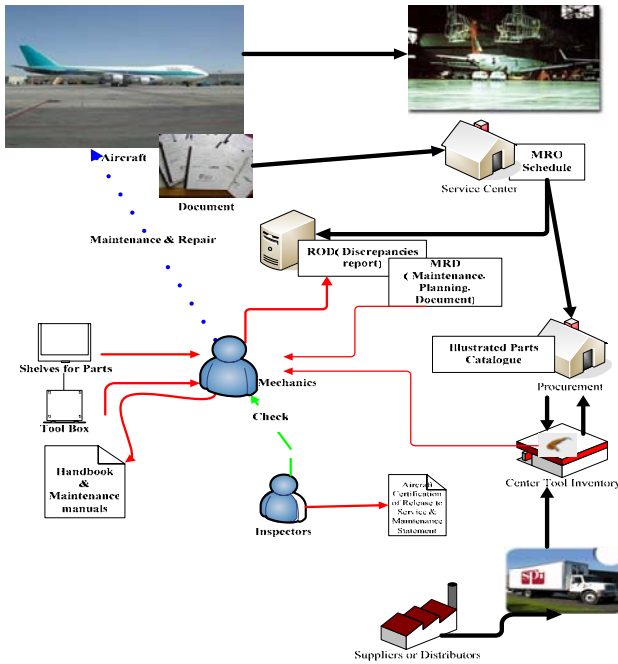 Aircraft
Document
MRO
Schedule
Service Center
Maintenance & Repair
ROD( Discrepancies
report)
MRD
( Maintenance
Planning
Document)
Shelves for Parts
Mechanics
Illustrated Parts
Catalogue
Procurement
Tool Box
Check
Handbook
&
Maintenance
manuals
Center Tool Inventory
Inspectors
Aircraft
Certification
of Release to
Service &
Maintenance
Statement
spi
Suppliers or Distributors